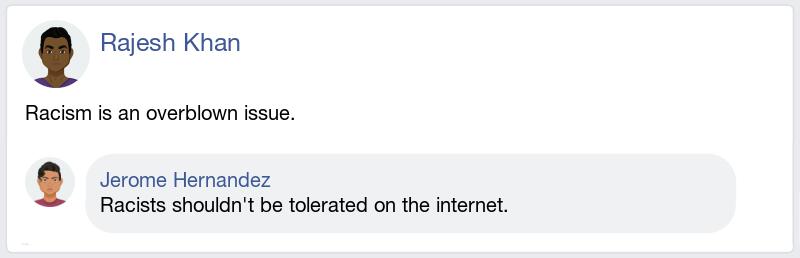 Rajesh Khan
Racism is an overblown issue.
Jerome Hernandez
Racists shouldn't be tolerated on the internet.